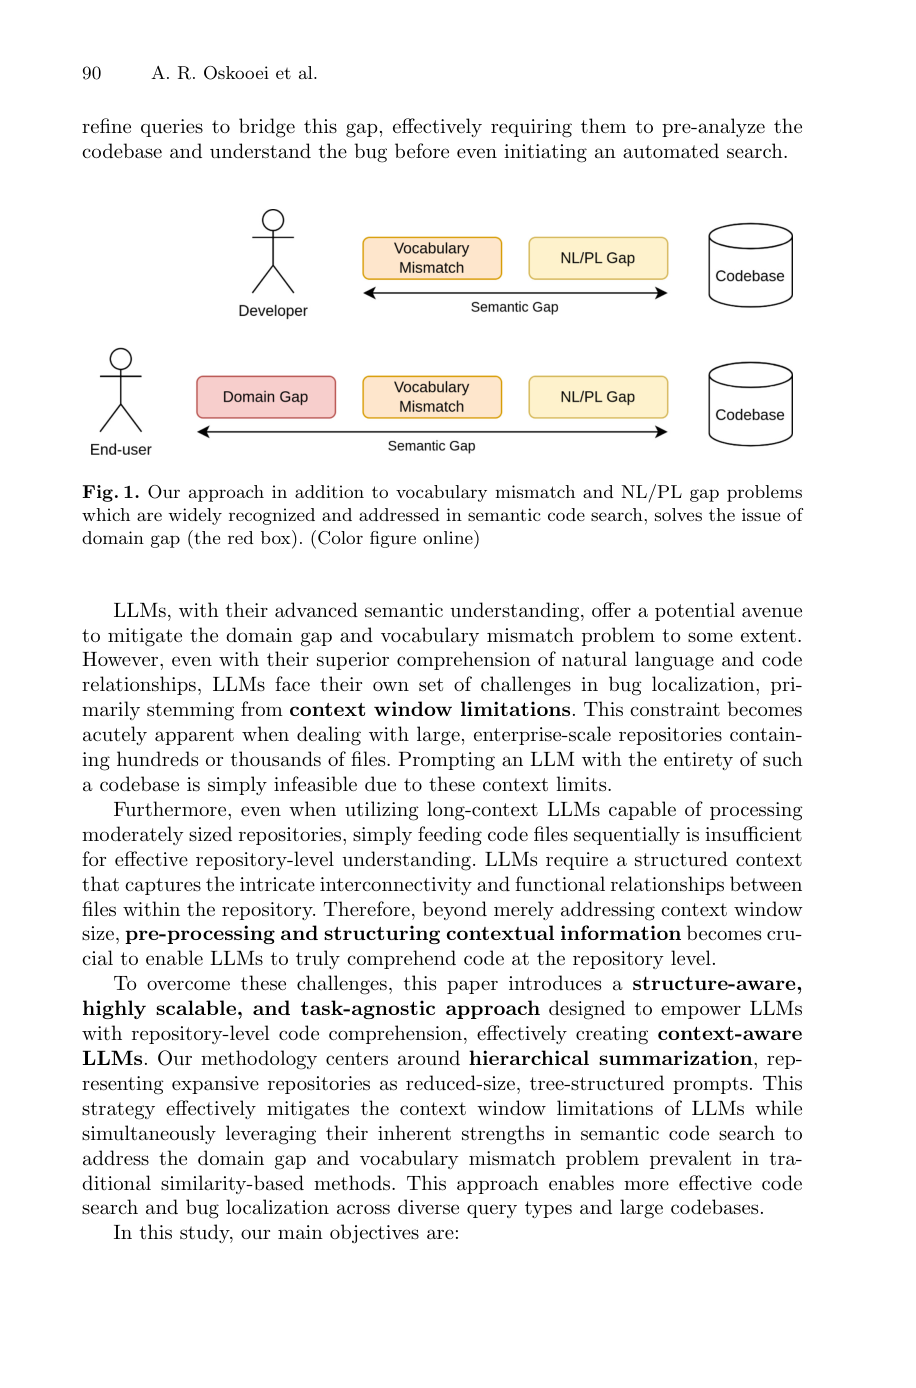 90 A. R. Oskooei et al.
refine queries to bridge this gap, effectively requiring them to pre-analyze the
codebase and understand the bug before even initiating an automated search.
Vocabulary
Mismatch
NL/PL Gap
Codebase
Semantic Gap
Developer
Domain Gap
Vocabulary
Mismatch
NL/PL Gap
Codebase
Semantic Gap
End-user
Fig. 1. Our approach in addition to vocabulary mismatch and NL/PL gap problems
which are widely recognized and addressed in semantic code search, solves the issue of
domain gap (the red box). (Color figure online)
LLMs, with their advanced semantic understanding, offer a potential avenue
to mitigate the domain gap and vocabulary mismatch problem to some extent.
However, even with their superior comprehension of natural language and code
relationships, LLMs face their own set of challenges in bug localization, pri-
marily stemming from context window limitations. This constraint becomes
acutely apparent when dealing with large, enterprise-scale repositories contain-
ing hundreds or thousands of files. Prompting an LLM with the entirety of such
a codebase is simply infeasible due to these context limits.
Furthermore, even when utilizing long-context LLMs capable of processing
moderately sized repositories, simply feeding code files sequentially is insufficient
for effective repository-level understanding. LLMs require a structured context
that captures the intricate interconnectivity and functional relationships between
files within the repository. Therefore, beyond merely addressing context window
size, pre-processing and structuring contextual information becomes cru-
cial to enable LLMs to truly comprehend code at the repository level.
To overcome these challenges, this paper introduces a structure-aware,
highly scalable, and task-agnostic approach designed to empower LLMs
with repository-level code comprehension, effectively creating context-aware
LLMs. Our methodology centers around hierarchical summarization, rep-
resenting expansive repositories as reduced-size, tree-structured prompts. This
strategy effectively mitigates the context window limitations of LLMs while
simultaneously leveraging their inherent strengths in semantic code search to
address the domain gap and vocabulary mismatch problem prevalent in tra-
ditional similarity-based methods. This approach enables more effective code
search and bug localization across diverse query types and large codebases.
In this study, our main objectives are: